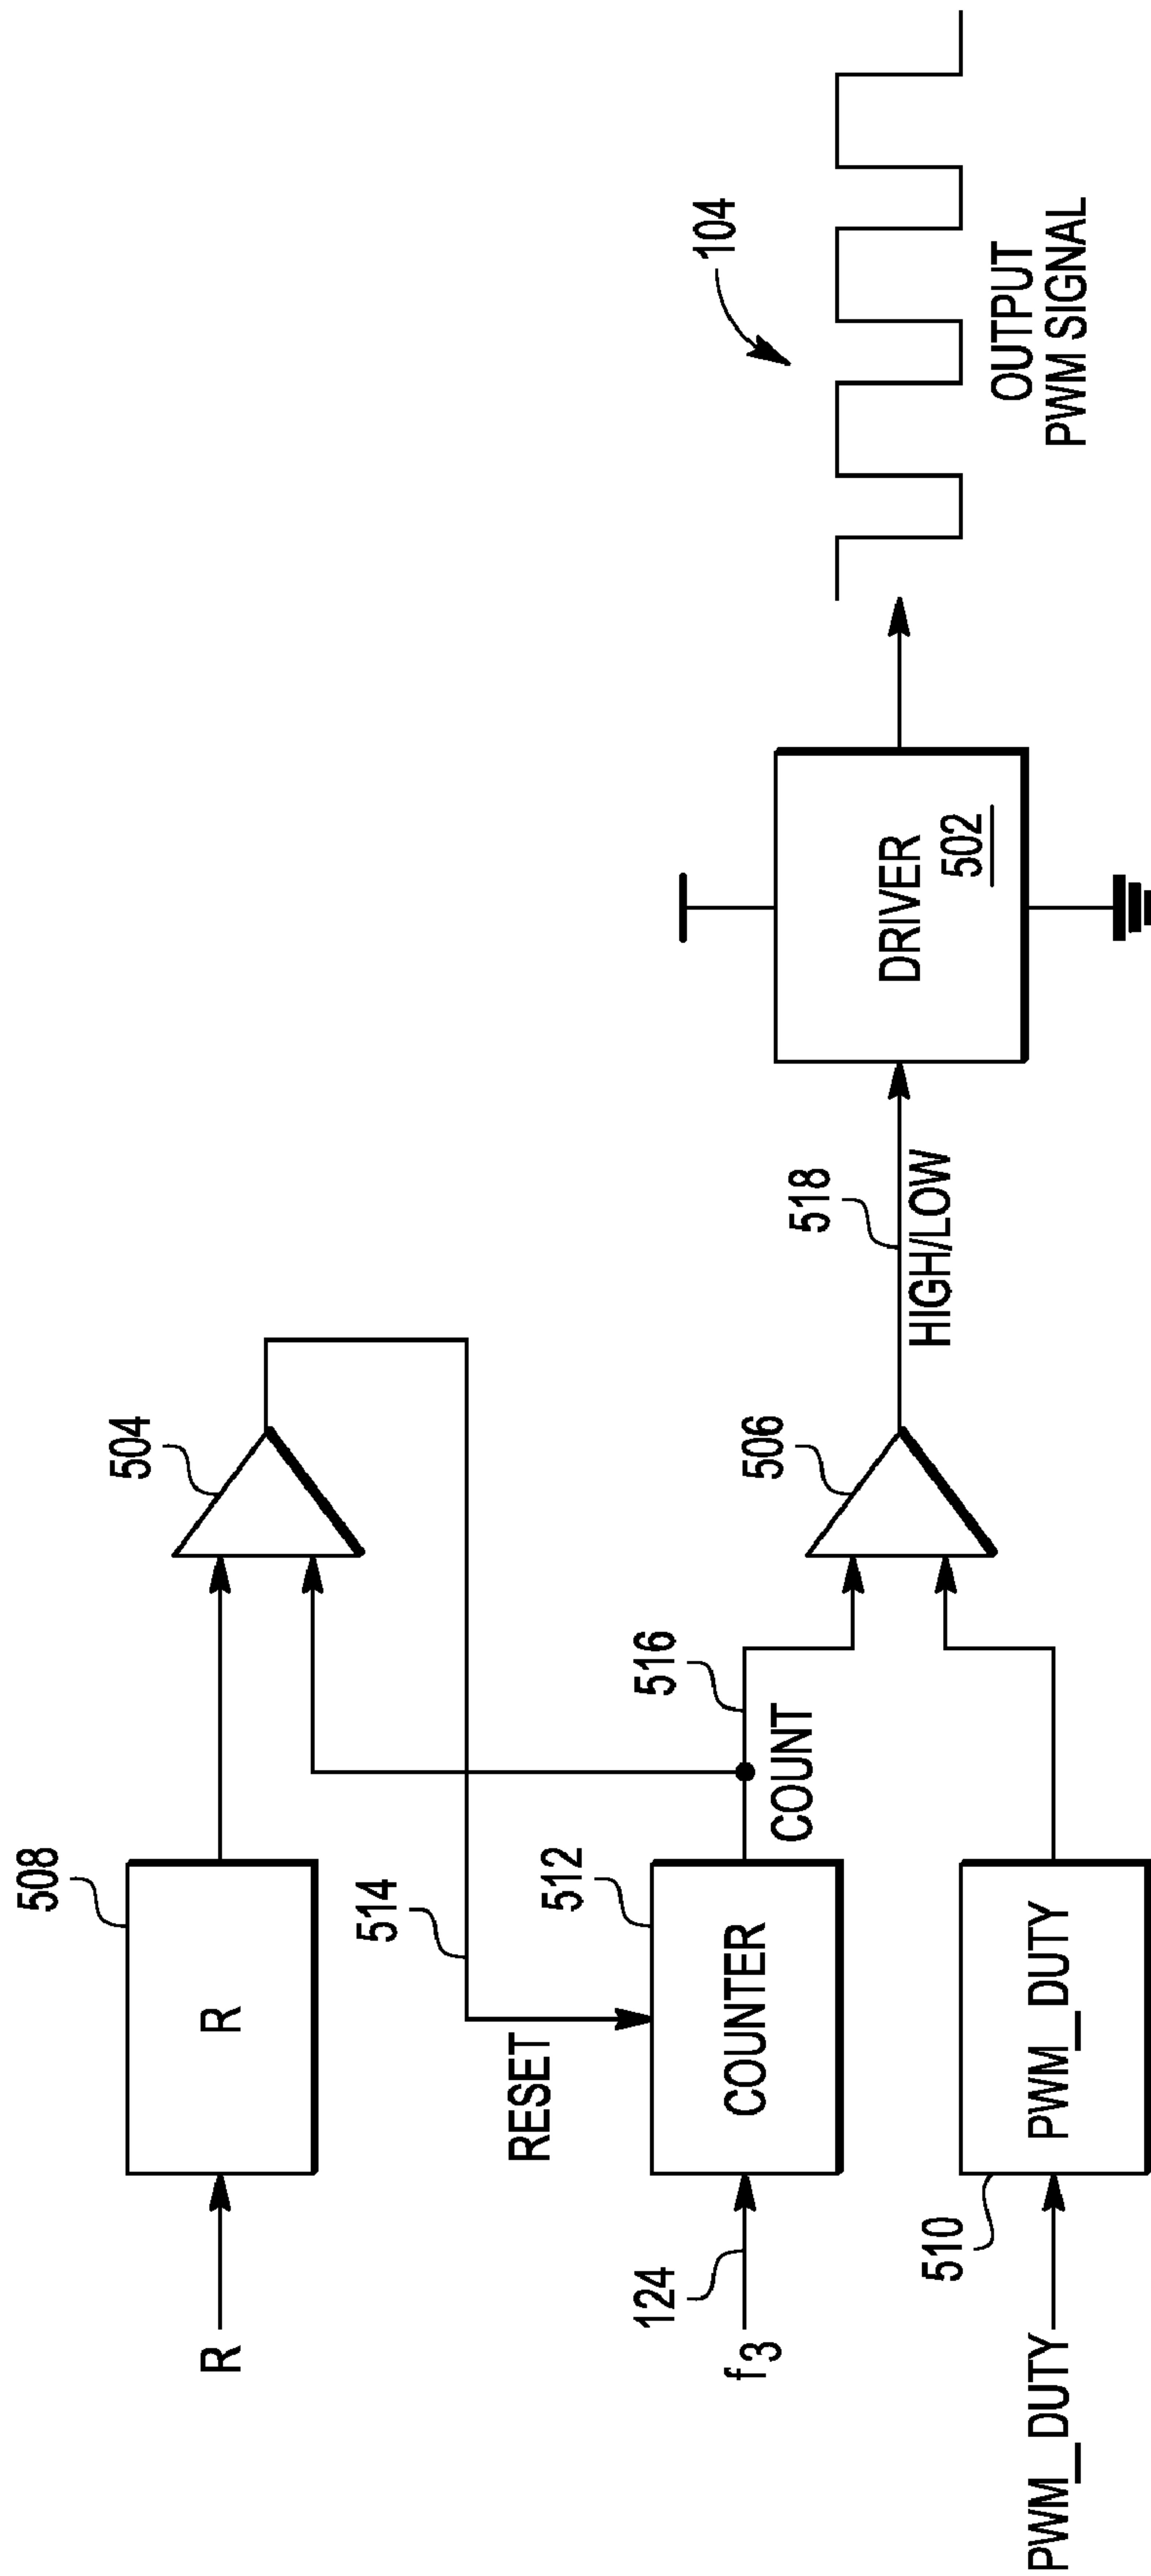 R
508
R
504
514
RESET
f3
124
512
COUNTER
516
COUNT
PWM_DUTY
510
PWM_DUTY
506
518
HIGH/LOW
DRIVER
502
104
OUTPUT
PWM SIGNAL